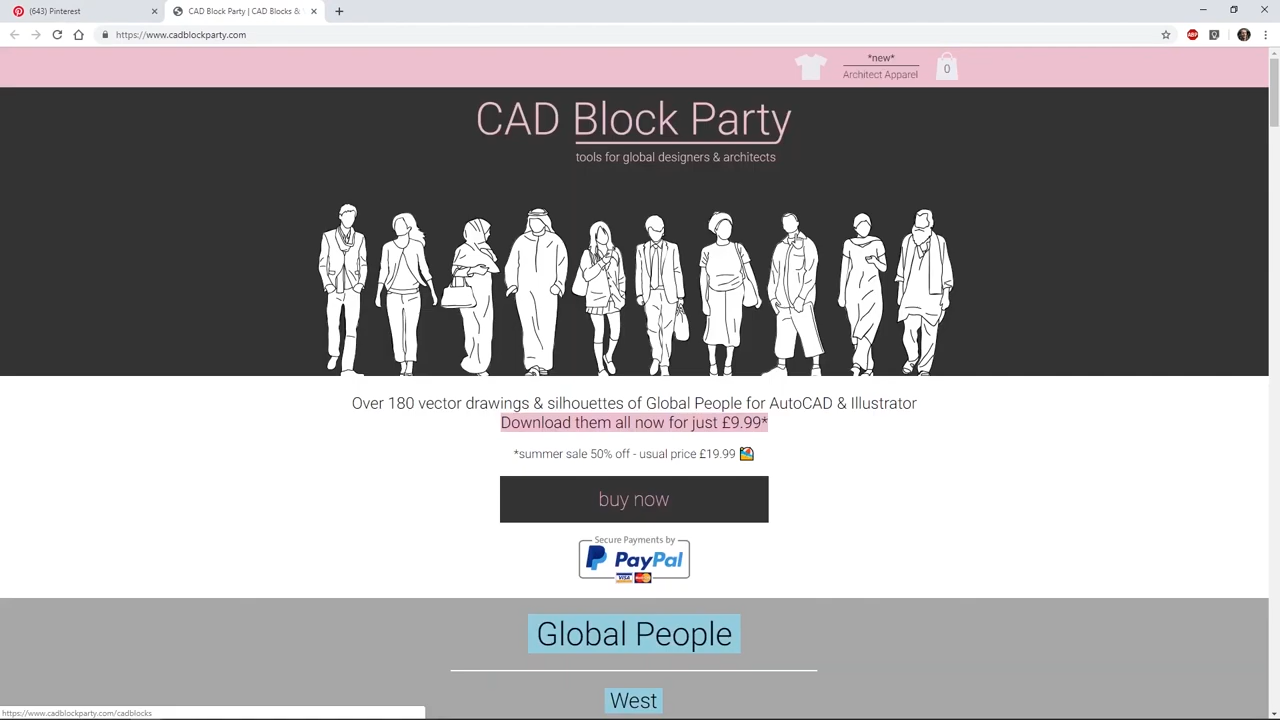 (643) Pinterest
CAD Block Party | CAD Blocks &
https://www.cadblockparty.com
ABP
*new*
Architect Apparel
0
CAD Block Party
tools for global designers & architects
Over 180 vector drawings & silhouettes of Global People for AutoCAD & Illustrator
Download them all now for just £9.99*
*summer sale 50% off - usual price £19.99
buy now
Secure Payments by
PayPal
VISA MasterCard
Global People
West
https://www.cadblockparty.com/cadblocks